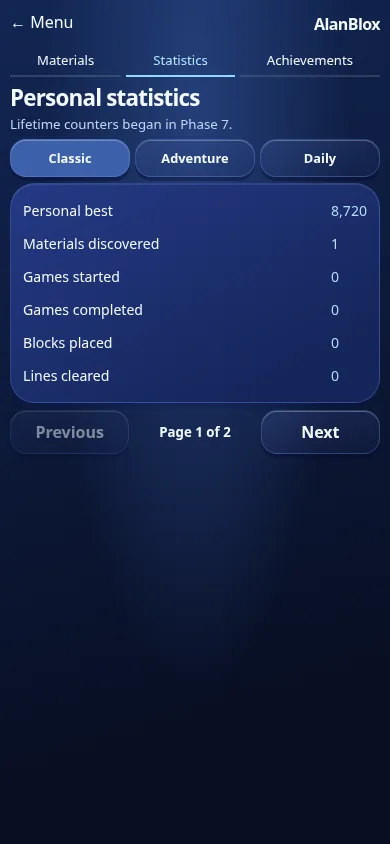 ← Menu
AlanBlox
Materials
Statistics
Achievements
Personal statistics
Lifetime counters began in Phase 7.
Classic
Adventure
Daily
Personal best 8,720
Materials discovered 1
Games started 0
Games completed 0
Blocks placed 0
Lines cleared 0
Previous
Page 1 of 2
Next